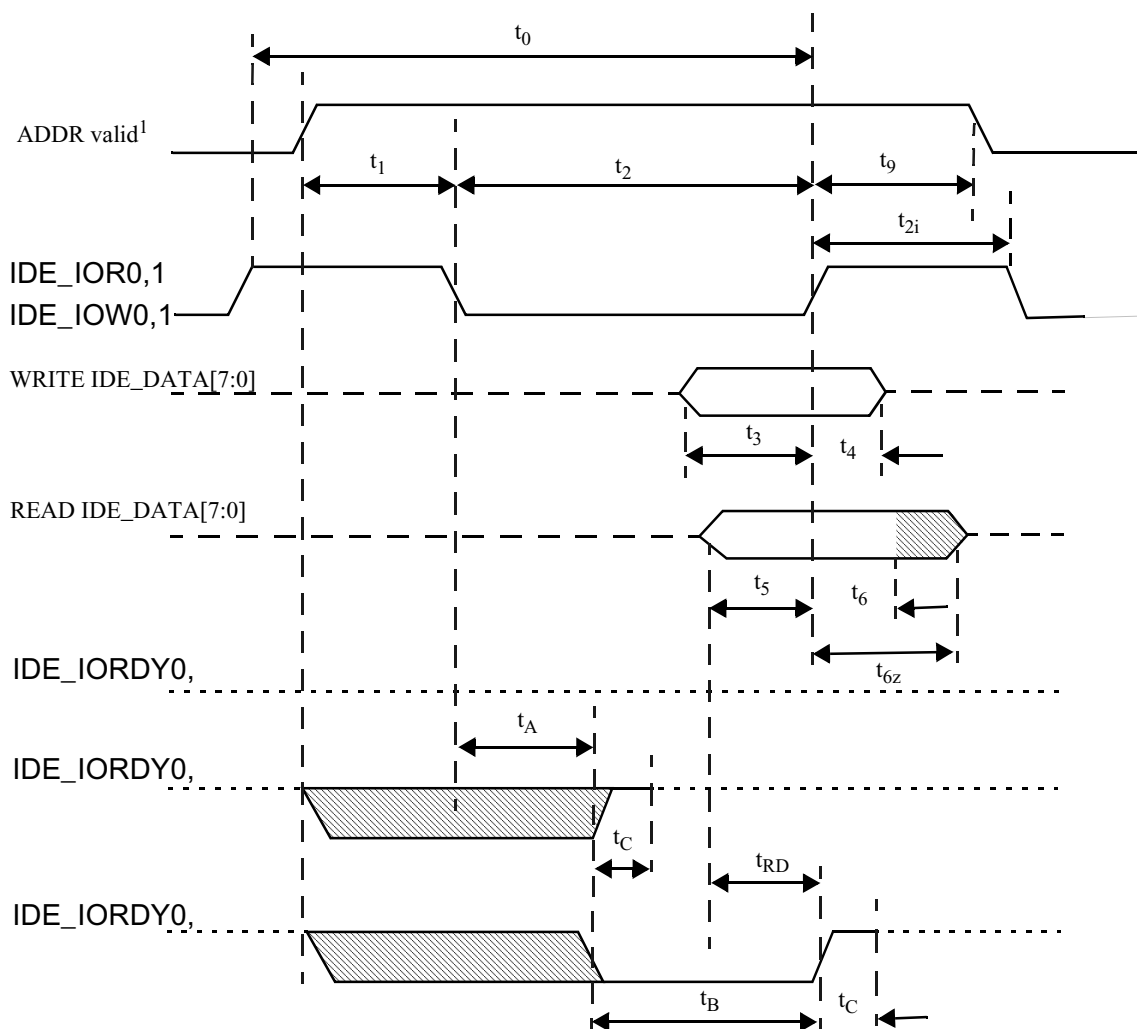 t0
ADDR valid1
t1
t2
t9
t2i
IDE_IOR0,1
IDE_IOW0,1
WRITE IDE_DATA[7:0]
t3
t4
READ IDE_DATA[7:0]
t5
t6
IDE_IORDY0,
t6z
tA
IDE_IORDY0,
tC
tRD
IDE_IORDY0,
tB
tC